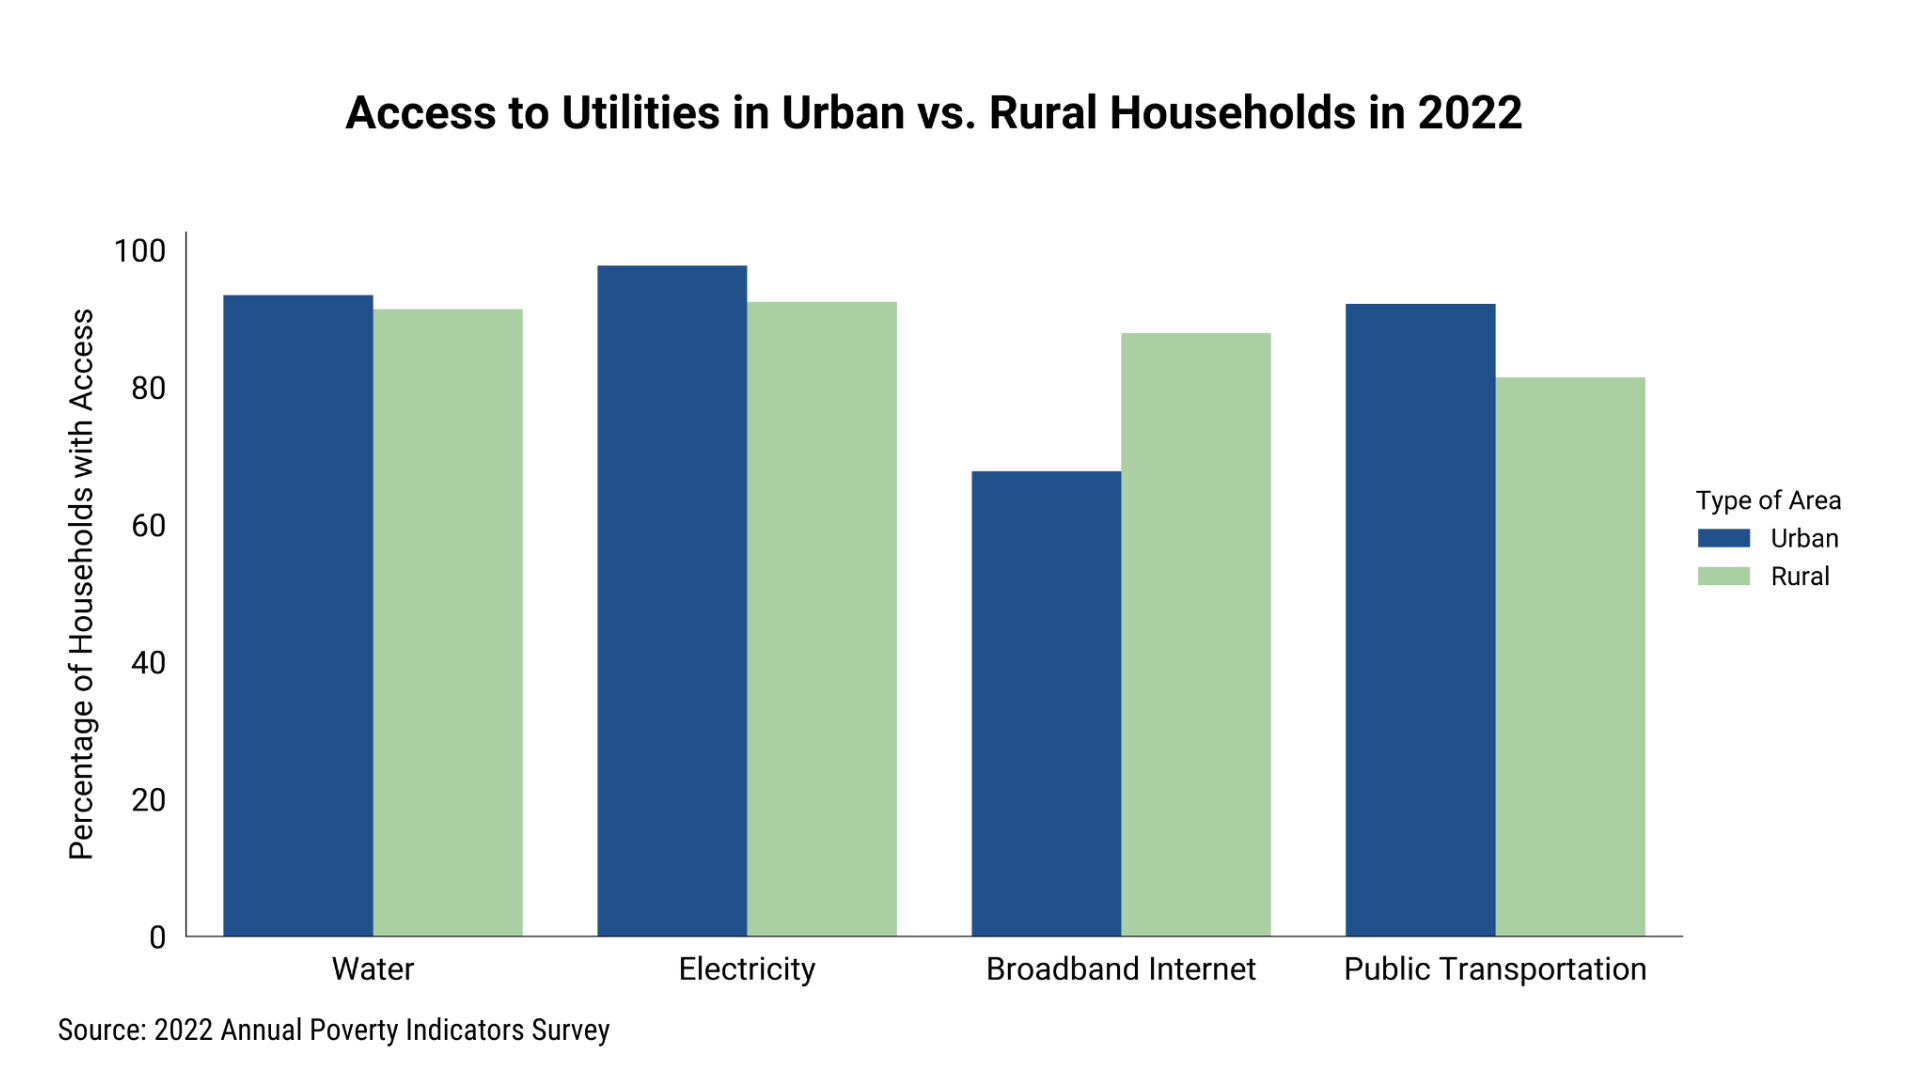 Access to Utilities in Urban vs. Rural Households in 2022
Percentage of Households with Access
100
80
60
40
20
0
Water
Electricity
Broadband Internet
Public Transportation
Type of Area
Urban
Rural
Source: 2022 Annual Poverty Indicators Survey